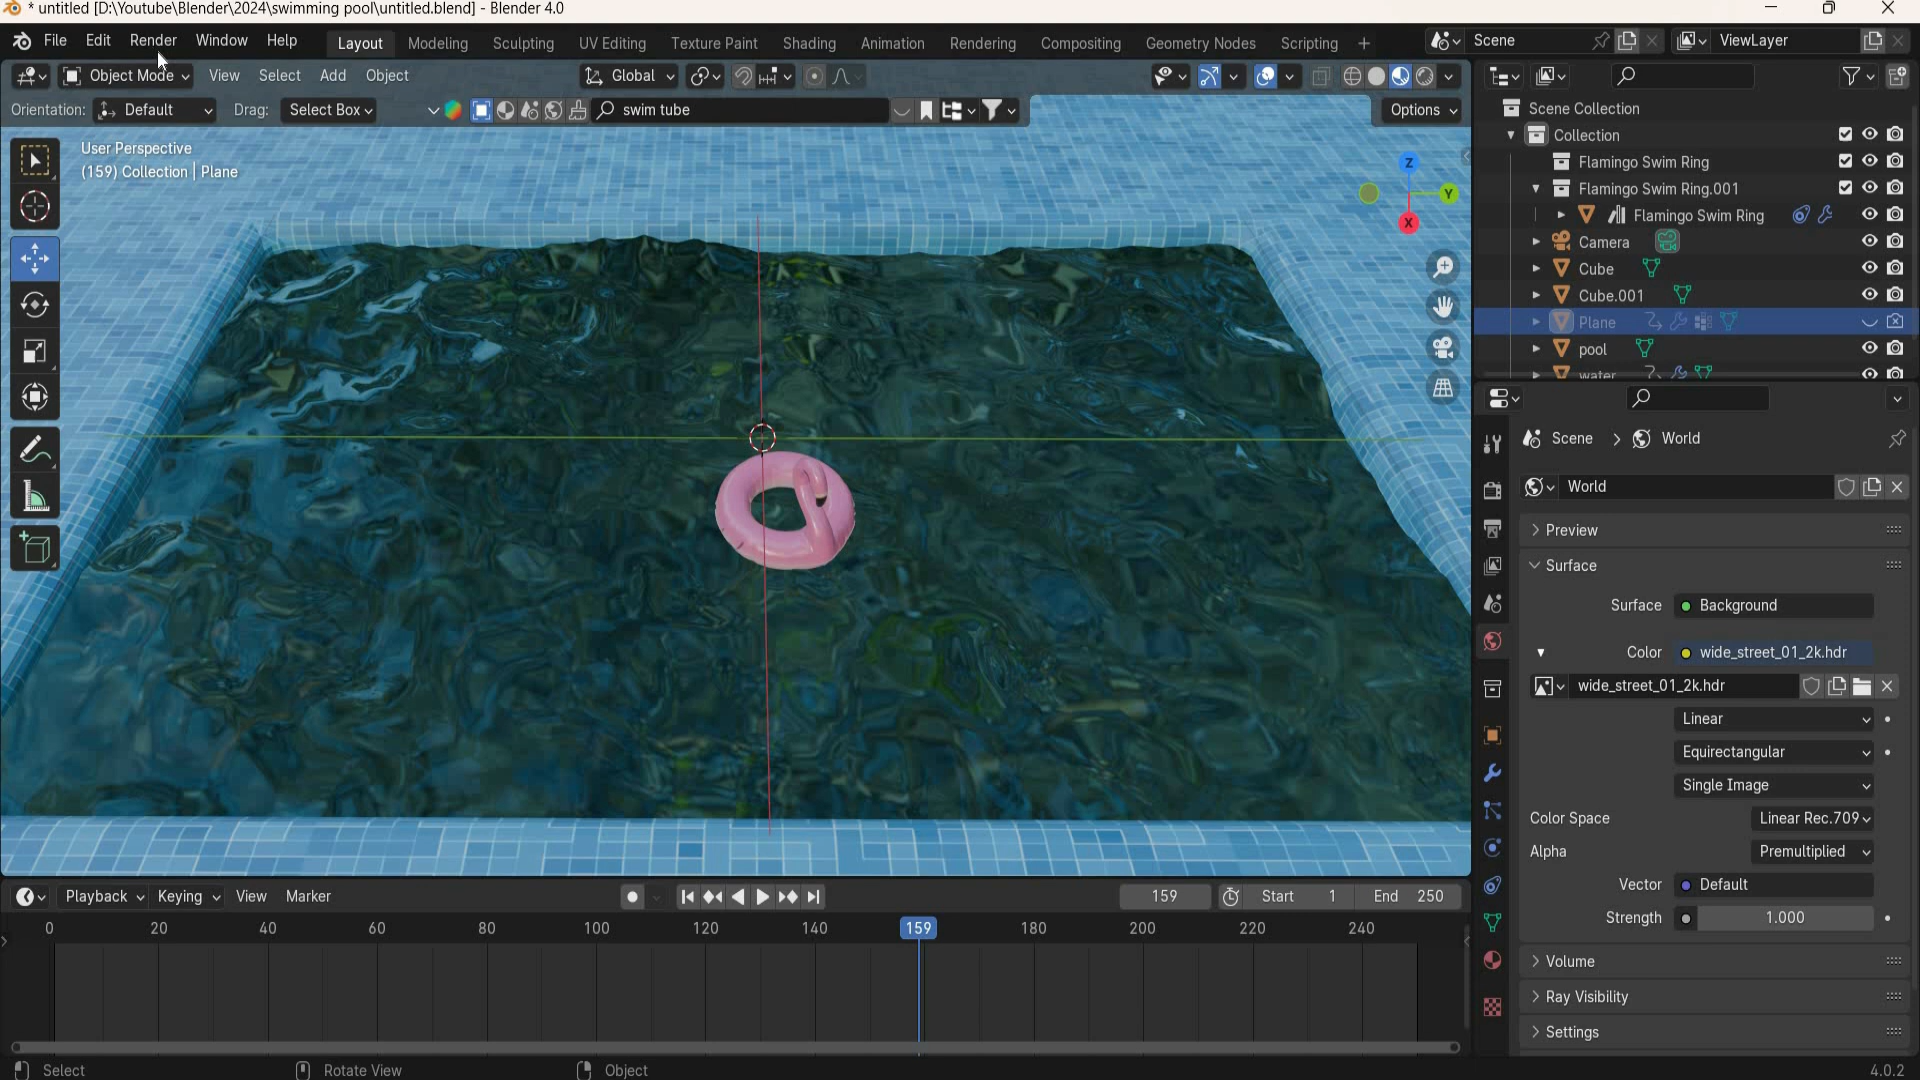 * untitled [D:\Youtube\Blender\2024\swimming pool\untitled.blend] - Blender 4.0
File Edit Render Window Help Layout Modeling Sculpting UV Editing Texture Paint Shading Animation Rendering Compositing Geometry Nodes Scripting + Scene ViewLayer
Object Mode View Select Add Object Global
Orientation: Default Drag: Select Box swim tube Options
User Perspective
(159) Collection | Plane
Z
Y
X
Scene Collection
Collection
Flamingo Swim Ring
Flamingo Swim Ring.001
Flamingo Swim Ring
Camera
Cube
Cube.001
Plane
pool
water
Scene > World
World
Preview
Surface
Surface Background
Color wide_street_01_2k.hdr
wide_street_01_2k.hdr
Linear
Equirectangular
Single Image
Color Space Linear Rec.709
Alpha Premultiplied
Vector Default
Strength 1.000
Volume
Ray Visibility
Settings
Playback Keying View Marker 159 Start 1 End 250
0 20 40 60 80 100 120 140 159 180 200 220 240
Select Rotate View Object 4.0.2